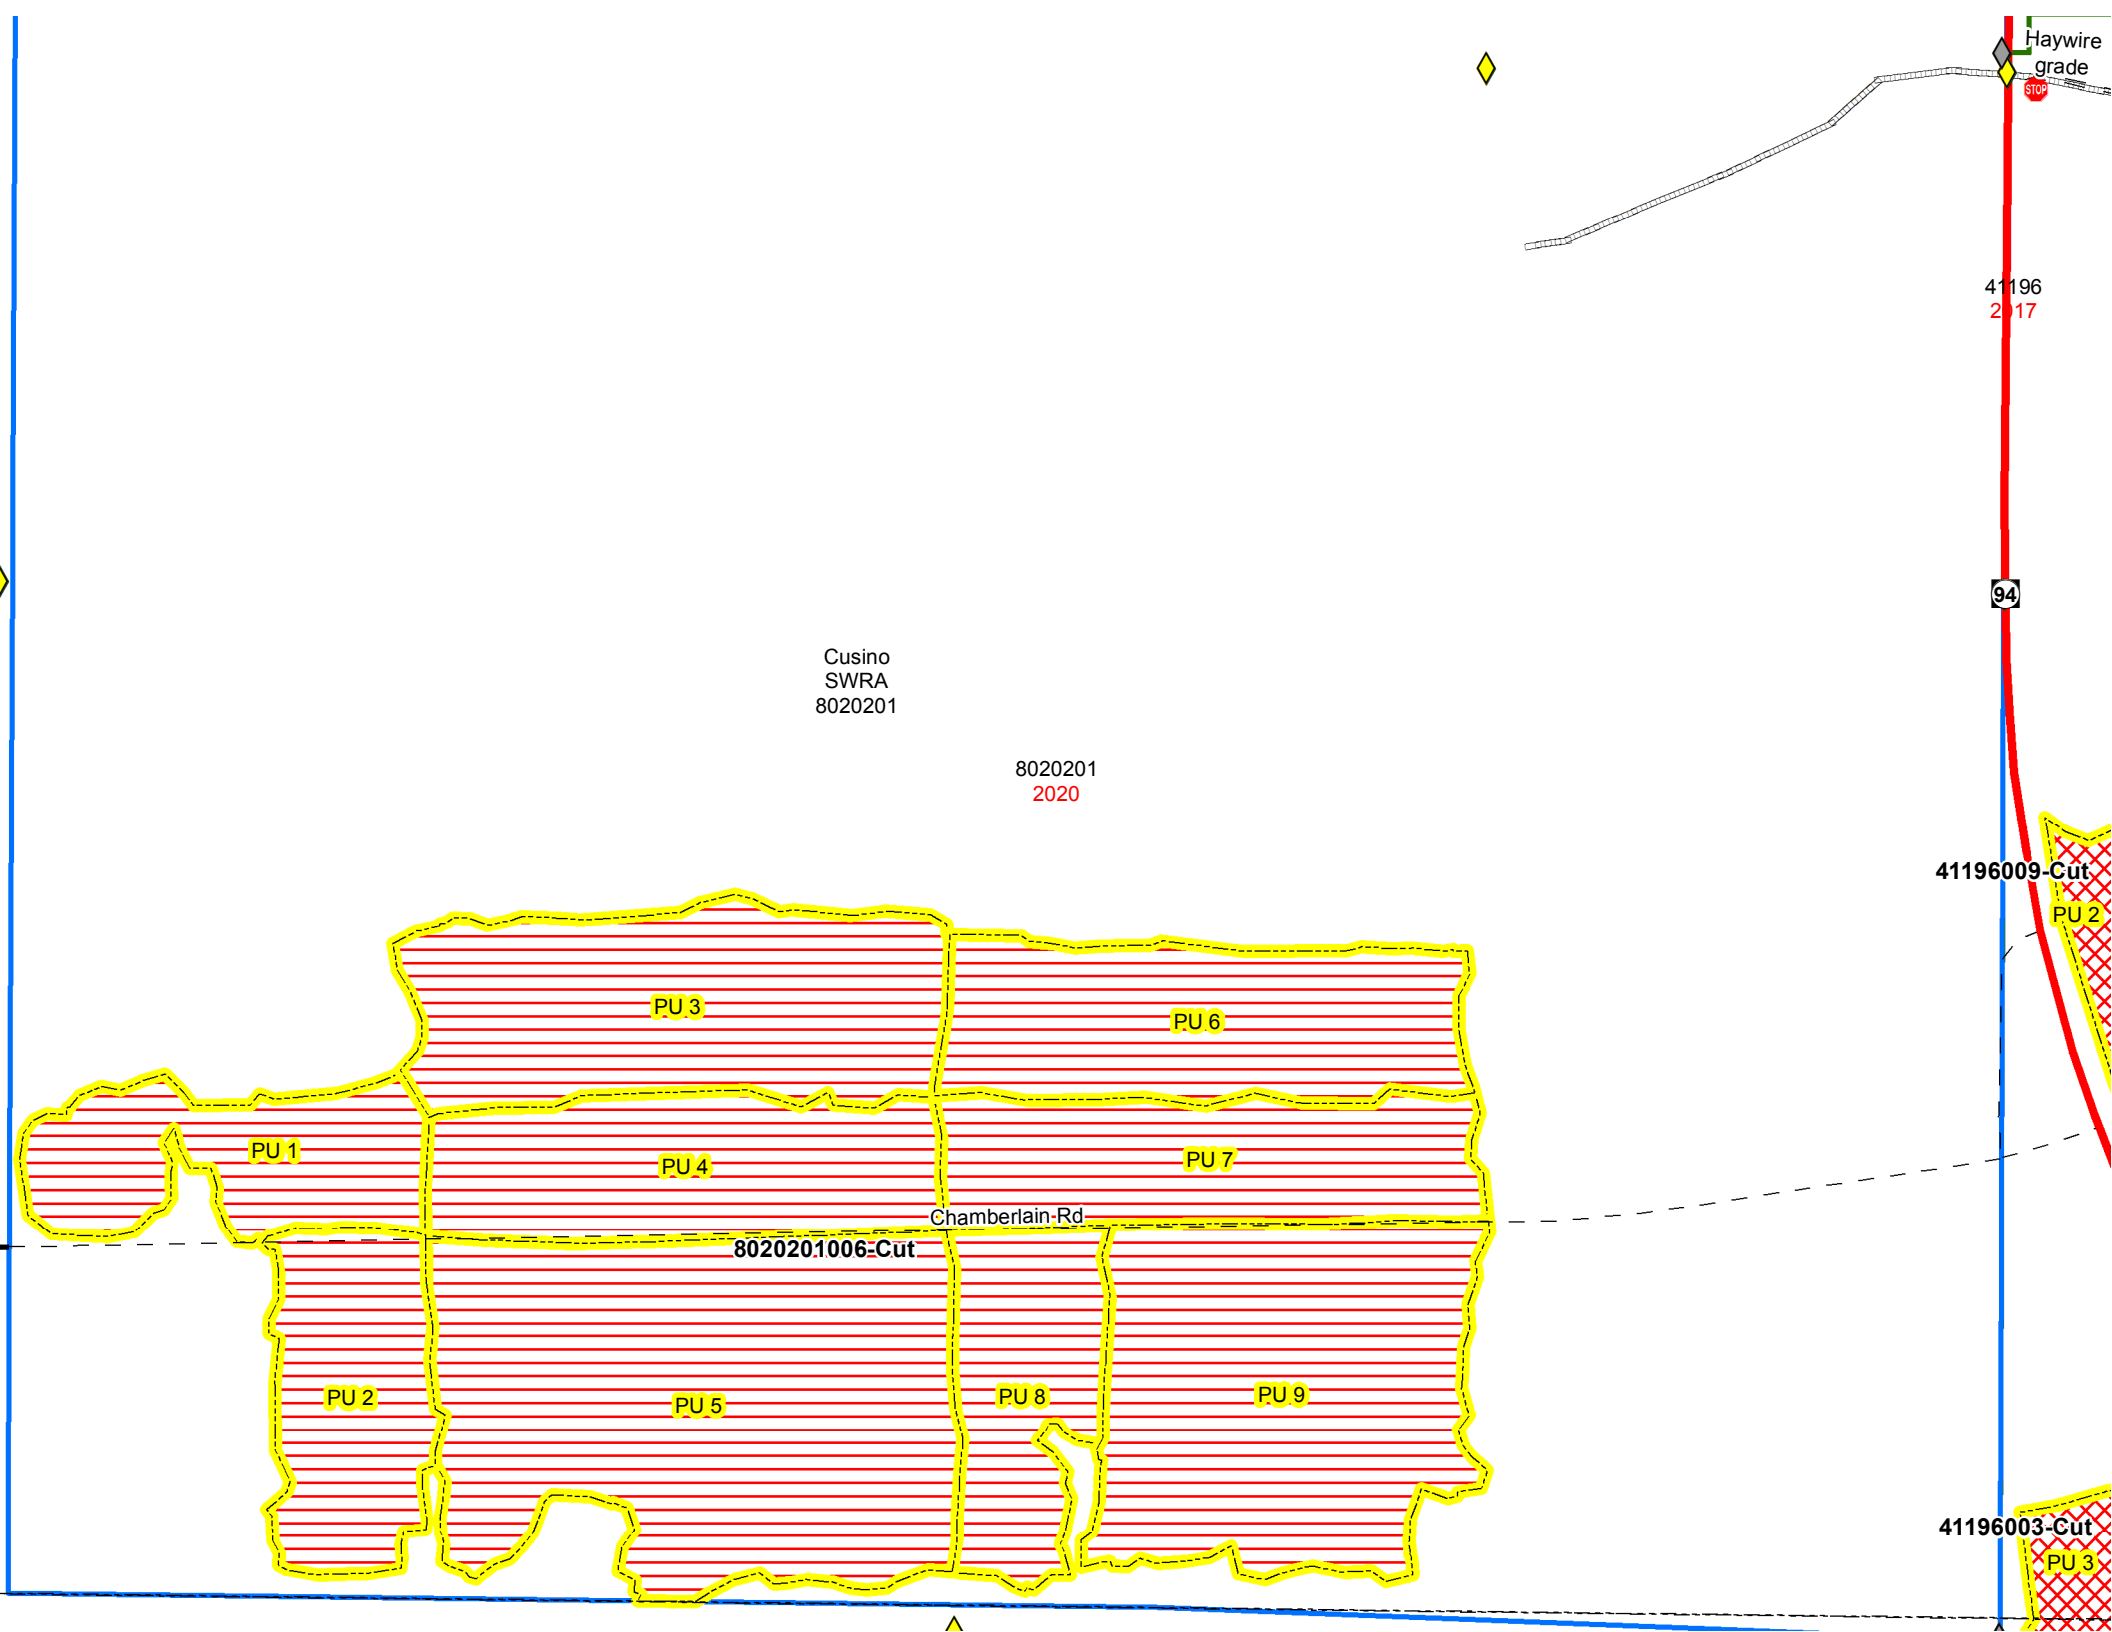 Haywire
grade
STOP
41196
2017
94
Cusino
SWRA
8020201
8020201
2020
41196009-Cut
PU 2
PU 3
PU 6
PU 1
PU 4
PU 7
Chamberlain Rd
8020201006-Cut
PU 2
PU 5
PU 8
PU 9
41196003-Cut
PU 3